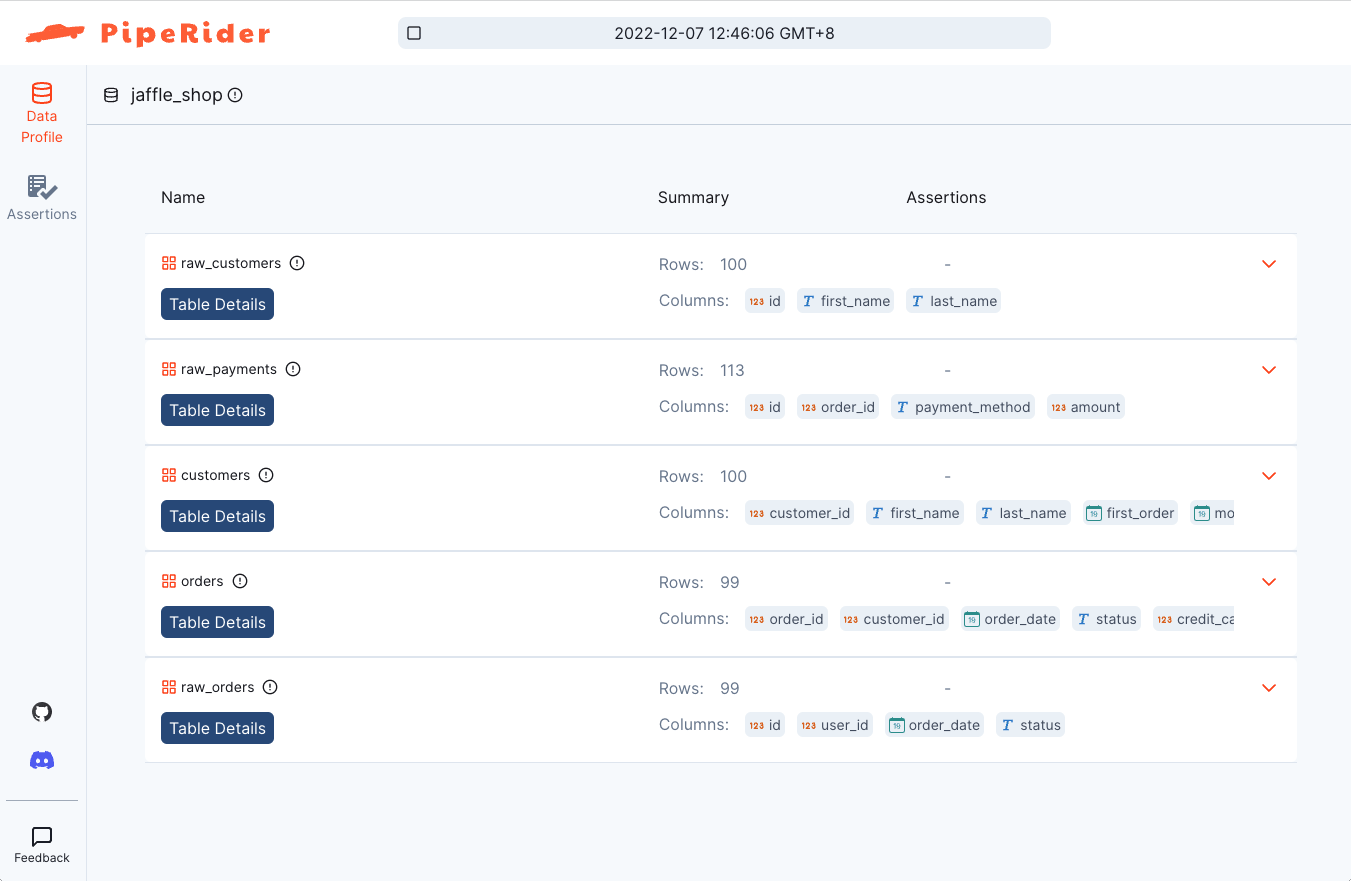 PipeRider
2022-12-07 12:46:06 GMT+8
Data
Profile
Assertions
jaffle_shop
Name Summary Assertions
raw_customers Rows: 100 -
Table Details Columns: 123 id T first_name T last_name
raw_payments Rows: 113 -
Table Details Columns: 123 id 123 order_id T payment_method 123 amount
customers Rows: 100 -
Table Details Columns: 123 customer_id T first_name T last_name 19 first_order 19 mo
orders Rows: 99 -
Table Details Columns: 123 order_id 123 customer_id 19 order_date T status 123 credit_ca
raw_orders Rows: 99 -
Table Details Columns: 123 id 123 user_id 19 order_date T status
Feedback